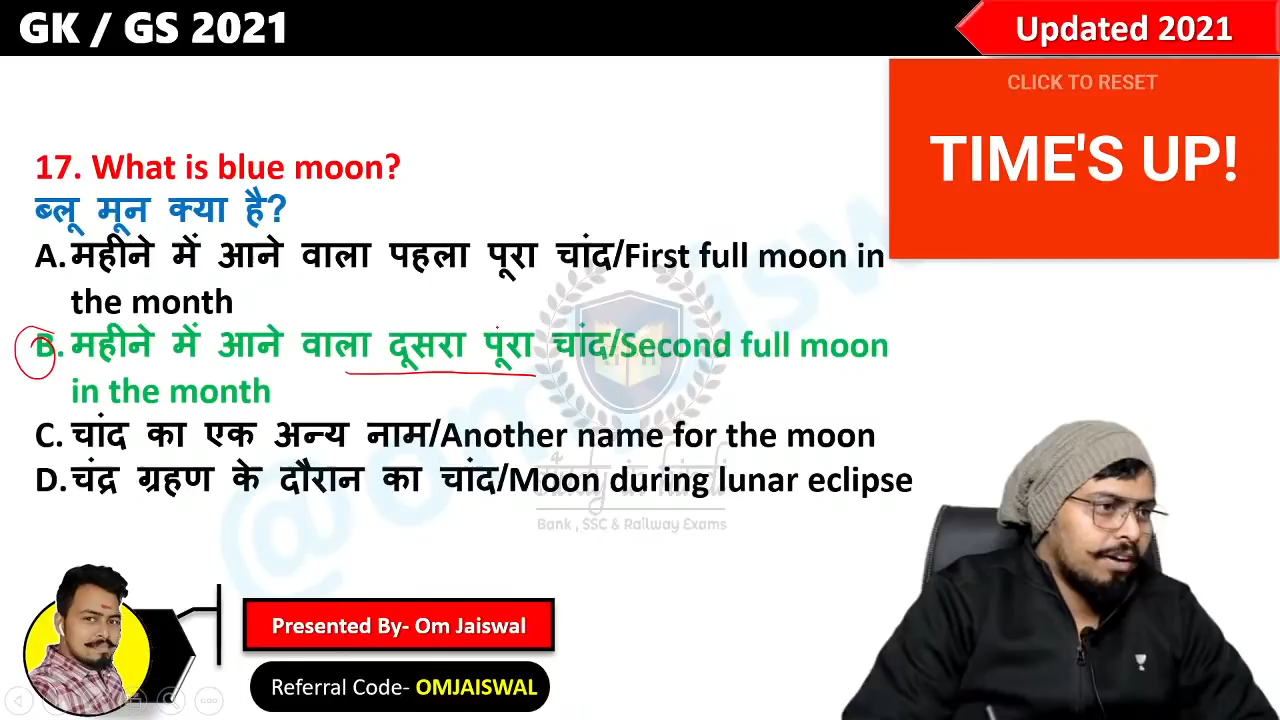 GK / GS 2021
Updated 2021
CLICK TO RESET
TIME'S UP!
17. What is blue moon?
ब्लू मून क्या है?
A. महीने में आने वाला पहला पूरा चांद/First full moon in
the month
B. महीने में आने वाला दूसरा पूरा चांद/Second full moon
in the month
C. चांद का एक अन्य नाम/Another name for the moon
D. चंद्र ग्रहण के दौरान का चांद/Moon during lunar eclipse
Bank , SSC & Railway Exams
Presented By- Om Jaiswal
Referral Code- OMJAISWAL